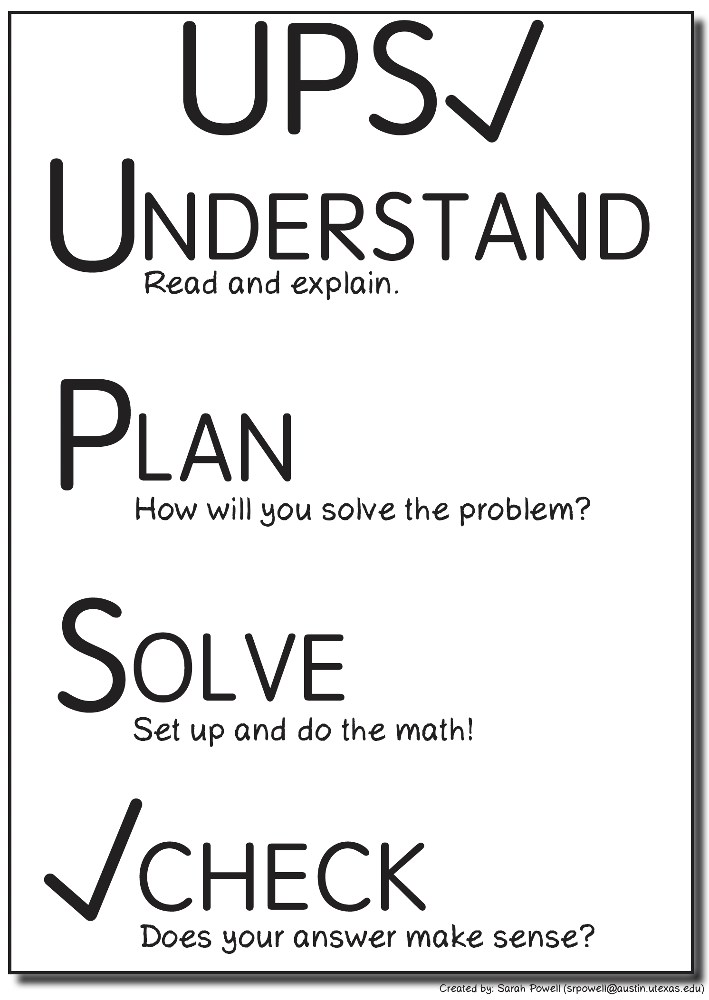 UPS✓
UNDERSTAND
Read and explain.
PLAN
How will you solve the problem?
SOLVE
Set up and do the math!
✓CHECK
Does your answer make sense?
Created by: Sarah Powell (srpowell@austin.utexas.edu)